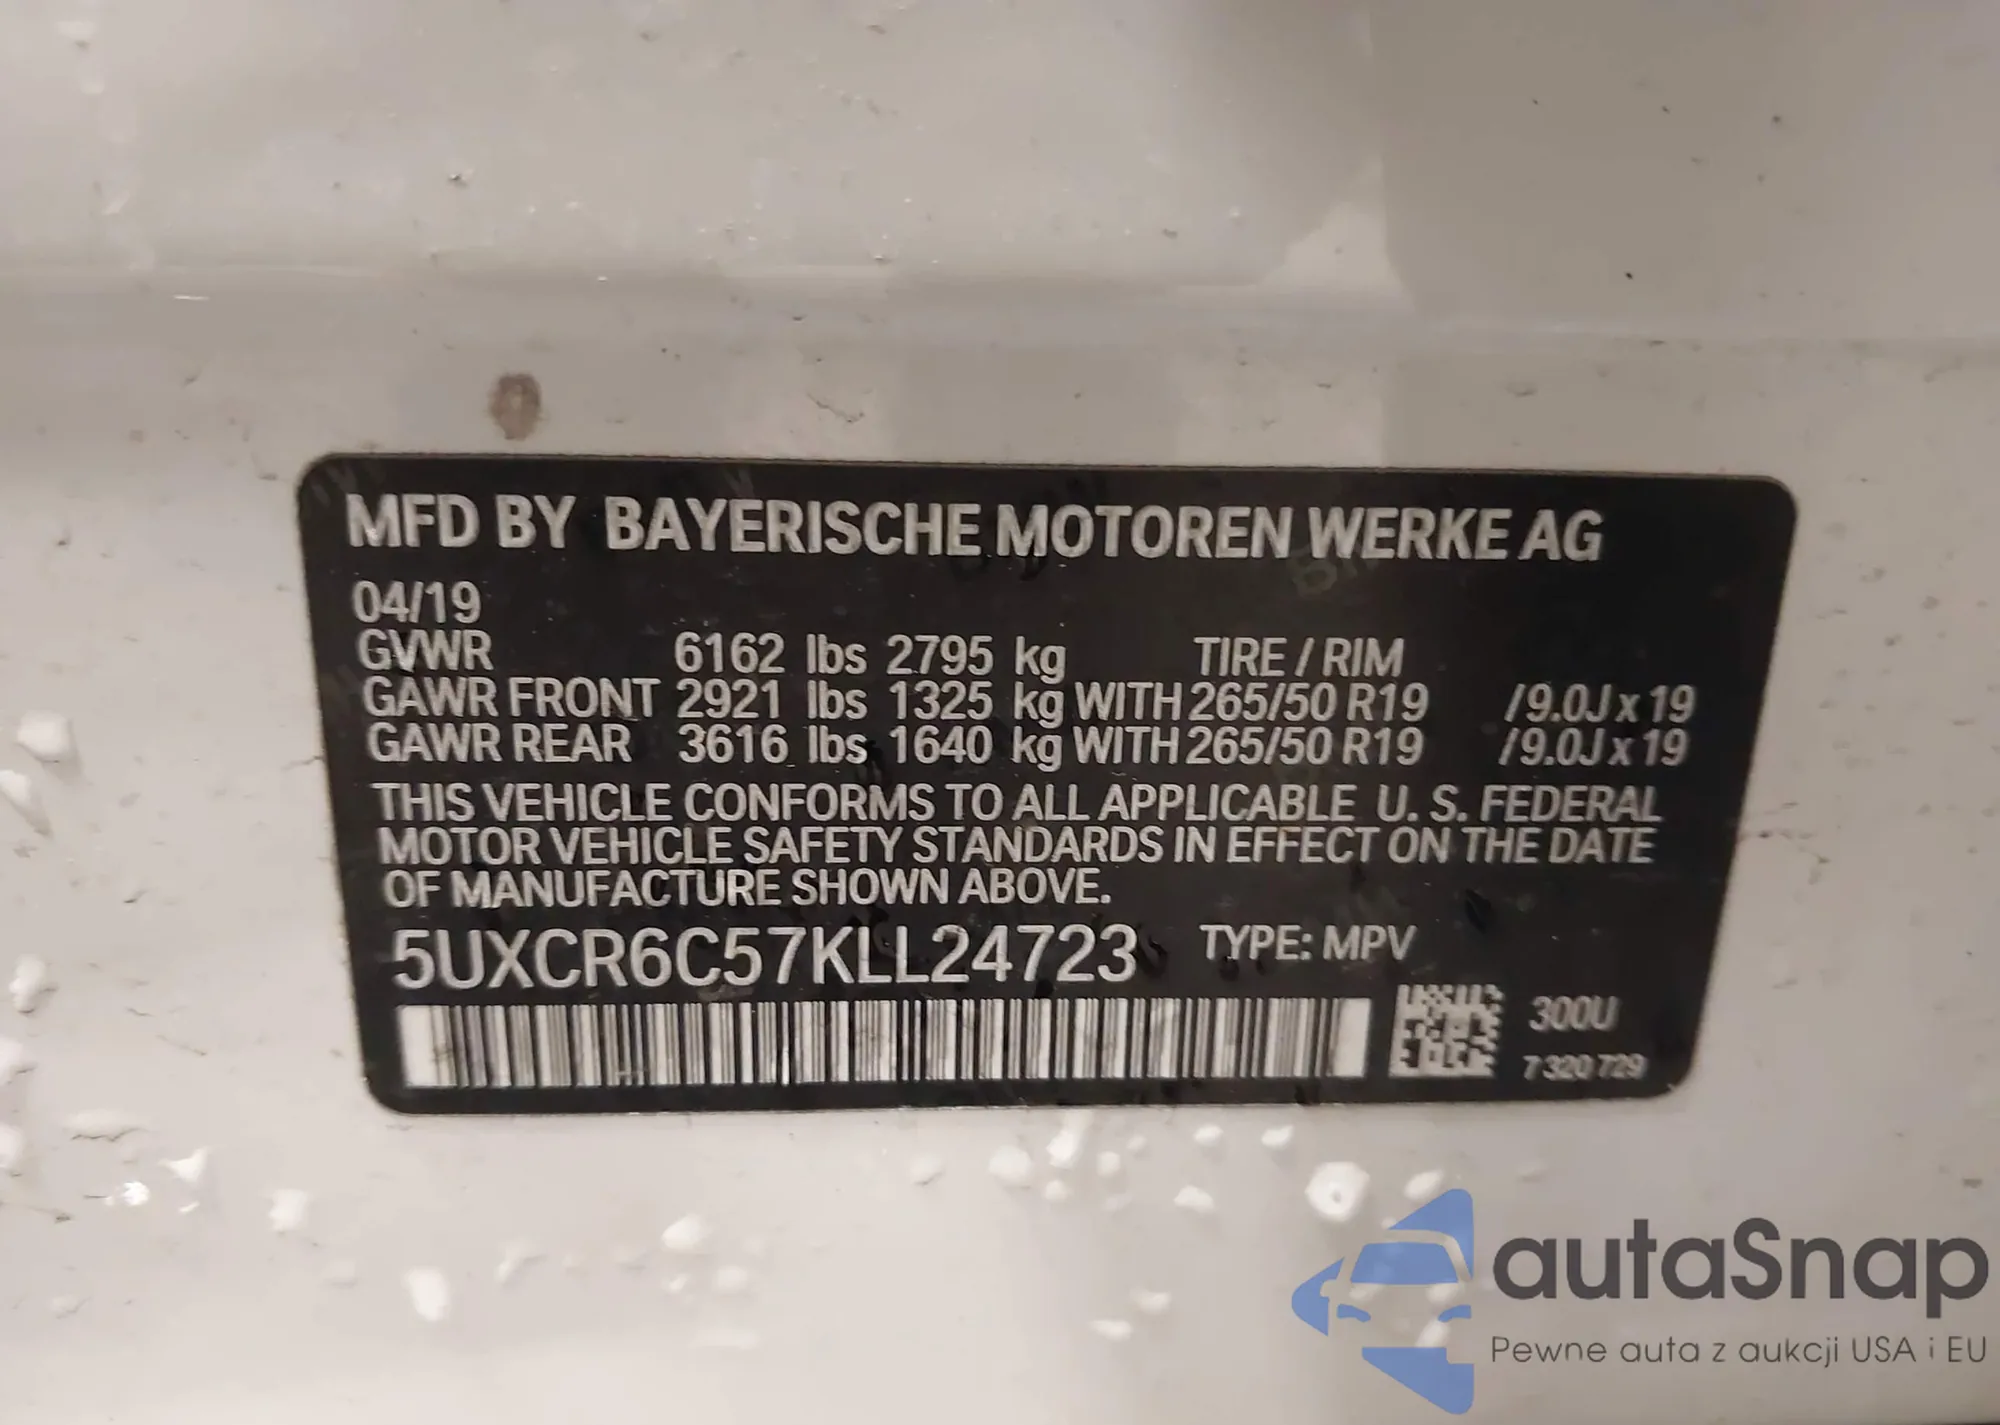 MFD BY BAYERISCHE MOTOREN WERKE AG
04/19
GVWR 6162 lbs 2795 kg TIRE / RIM
GAWR FRONT 2921 lbs 1325 kg WITH 265/50 R19 /9.0J x 19
GAWR REAR 3616 lbs 1640 kg WITH 265/50 R19 /9.0J x 19
THIS VEHICLE CONFORMS TO ALL APPLICABLE U. S. FEDERAL
MOTOR VEHICLE SAFETY STANDARDS IN EFFECT ON THE DATE
OF MANUFACTURE SHOWN ABOVE.
5UXCR6C57KLL24723 TYPE: MPV
300U
7 320 729
autaSnap
Pewne auta z aukcji USA i EU